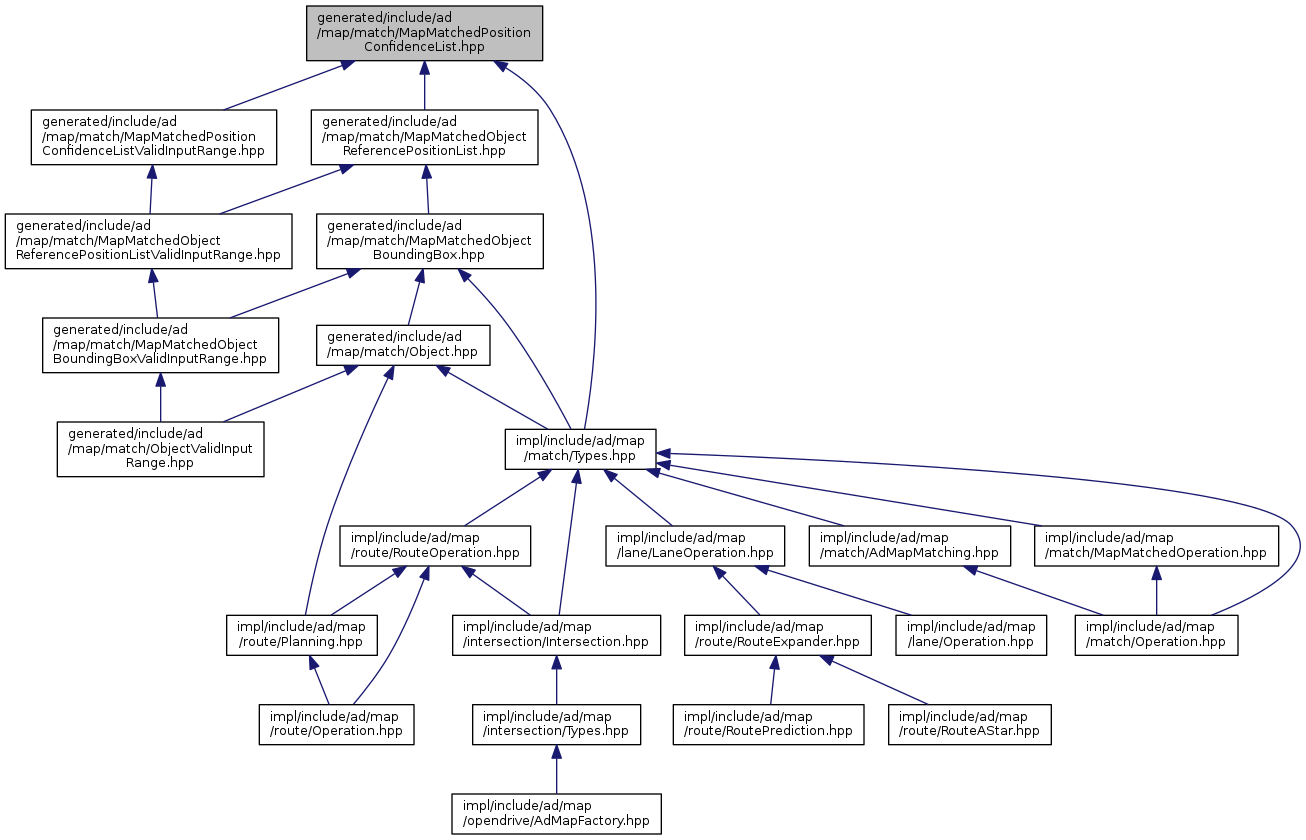 generated/include/ad
/map/match/MapMatchedPosition
ConfidenceList.hpp
generated/include/ad
/map/match/MapMatchedPosition
ConfidenceListValidInputRange.hpp
generated/include/ad
/map/match/MapMatchedObject
ReferencePositionList.hpp
generated/include/ad
/map/match/MapMatchedObject
ReferencePositionListValidInputRange.hpp
generated/include/ad
/map/match/MapMatchedObject
BoundingBox.hpp
generated/include/ad
/map/match/MapMatchedObject
BoundingBoxValidInputRange.hpp
generated/include/ad
/map/match/Object.hpp
generated/include/ad
/map/match/ObjectValidInput
Range.hpp
impl/include/ad/map
/match/Types.hpp
impl/include/ad/map
/route/RouteOperation.hpp
impl/include/ad/map
/lane/LaneOperation.hpp
impl/include/ad/map
/match/AdMapMatching.hpp
impl/include/ad/map
/match/MapMatchedOperation.hpp
impl/include/ad/map
/route/Planning.hpp
impl/include/ad/map
/intersection/Intersection.hpp
impl/include/ad/map
/route/RouteExpander.hpp
impl/include/ad/map
/lane/Operation.hpp
impl/include/ad/map
/match/Operation.hpp
impl/include/ad/map
/route/Operation.hpp
impl/include/ad/map
/intersection/Types.hpp
impl/include/ad/map
/route/RoutePrediction.hpp
impl/include/ad/map
/route/RouteAStar.hpp
impl/include/ad/map
/opendrive/AdMapFactory.hpp